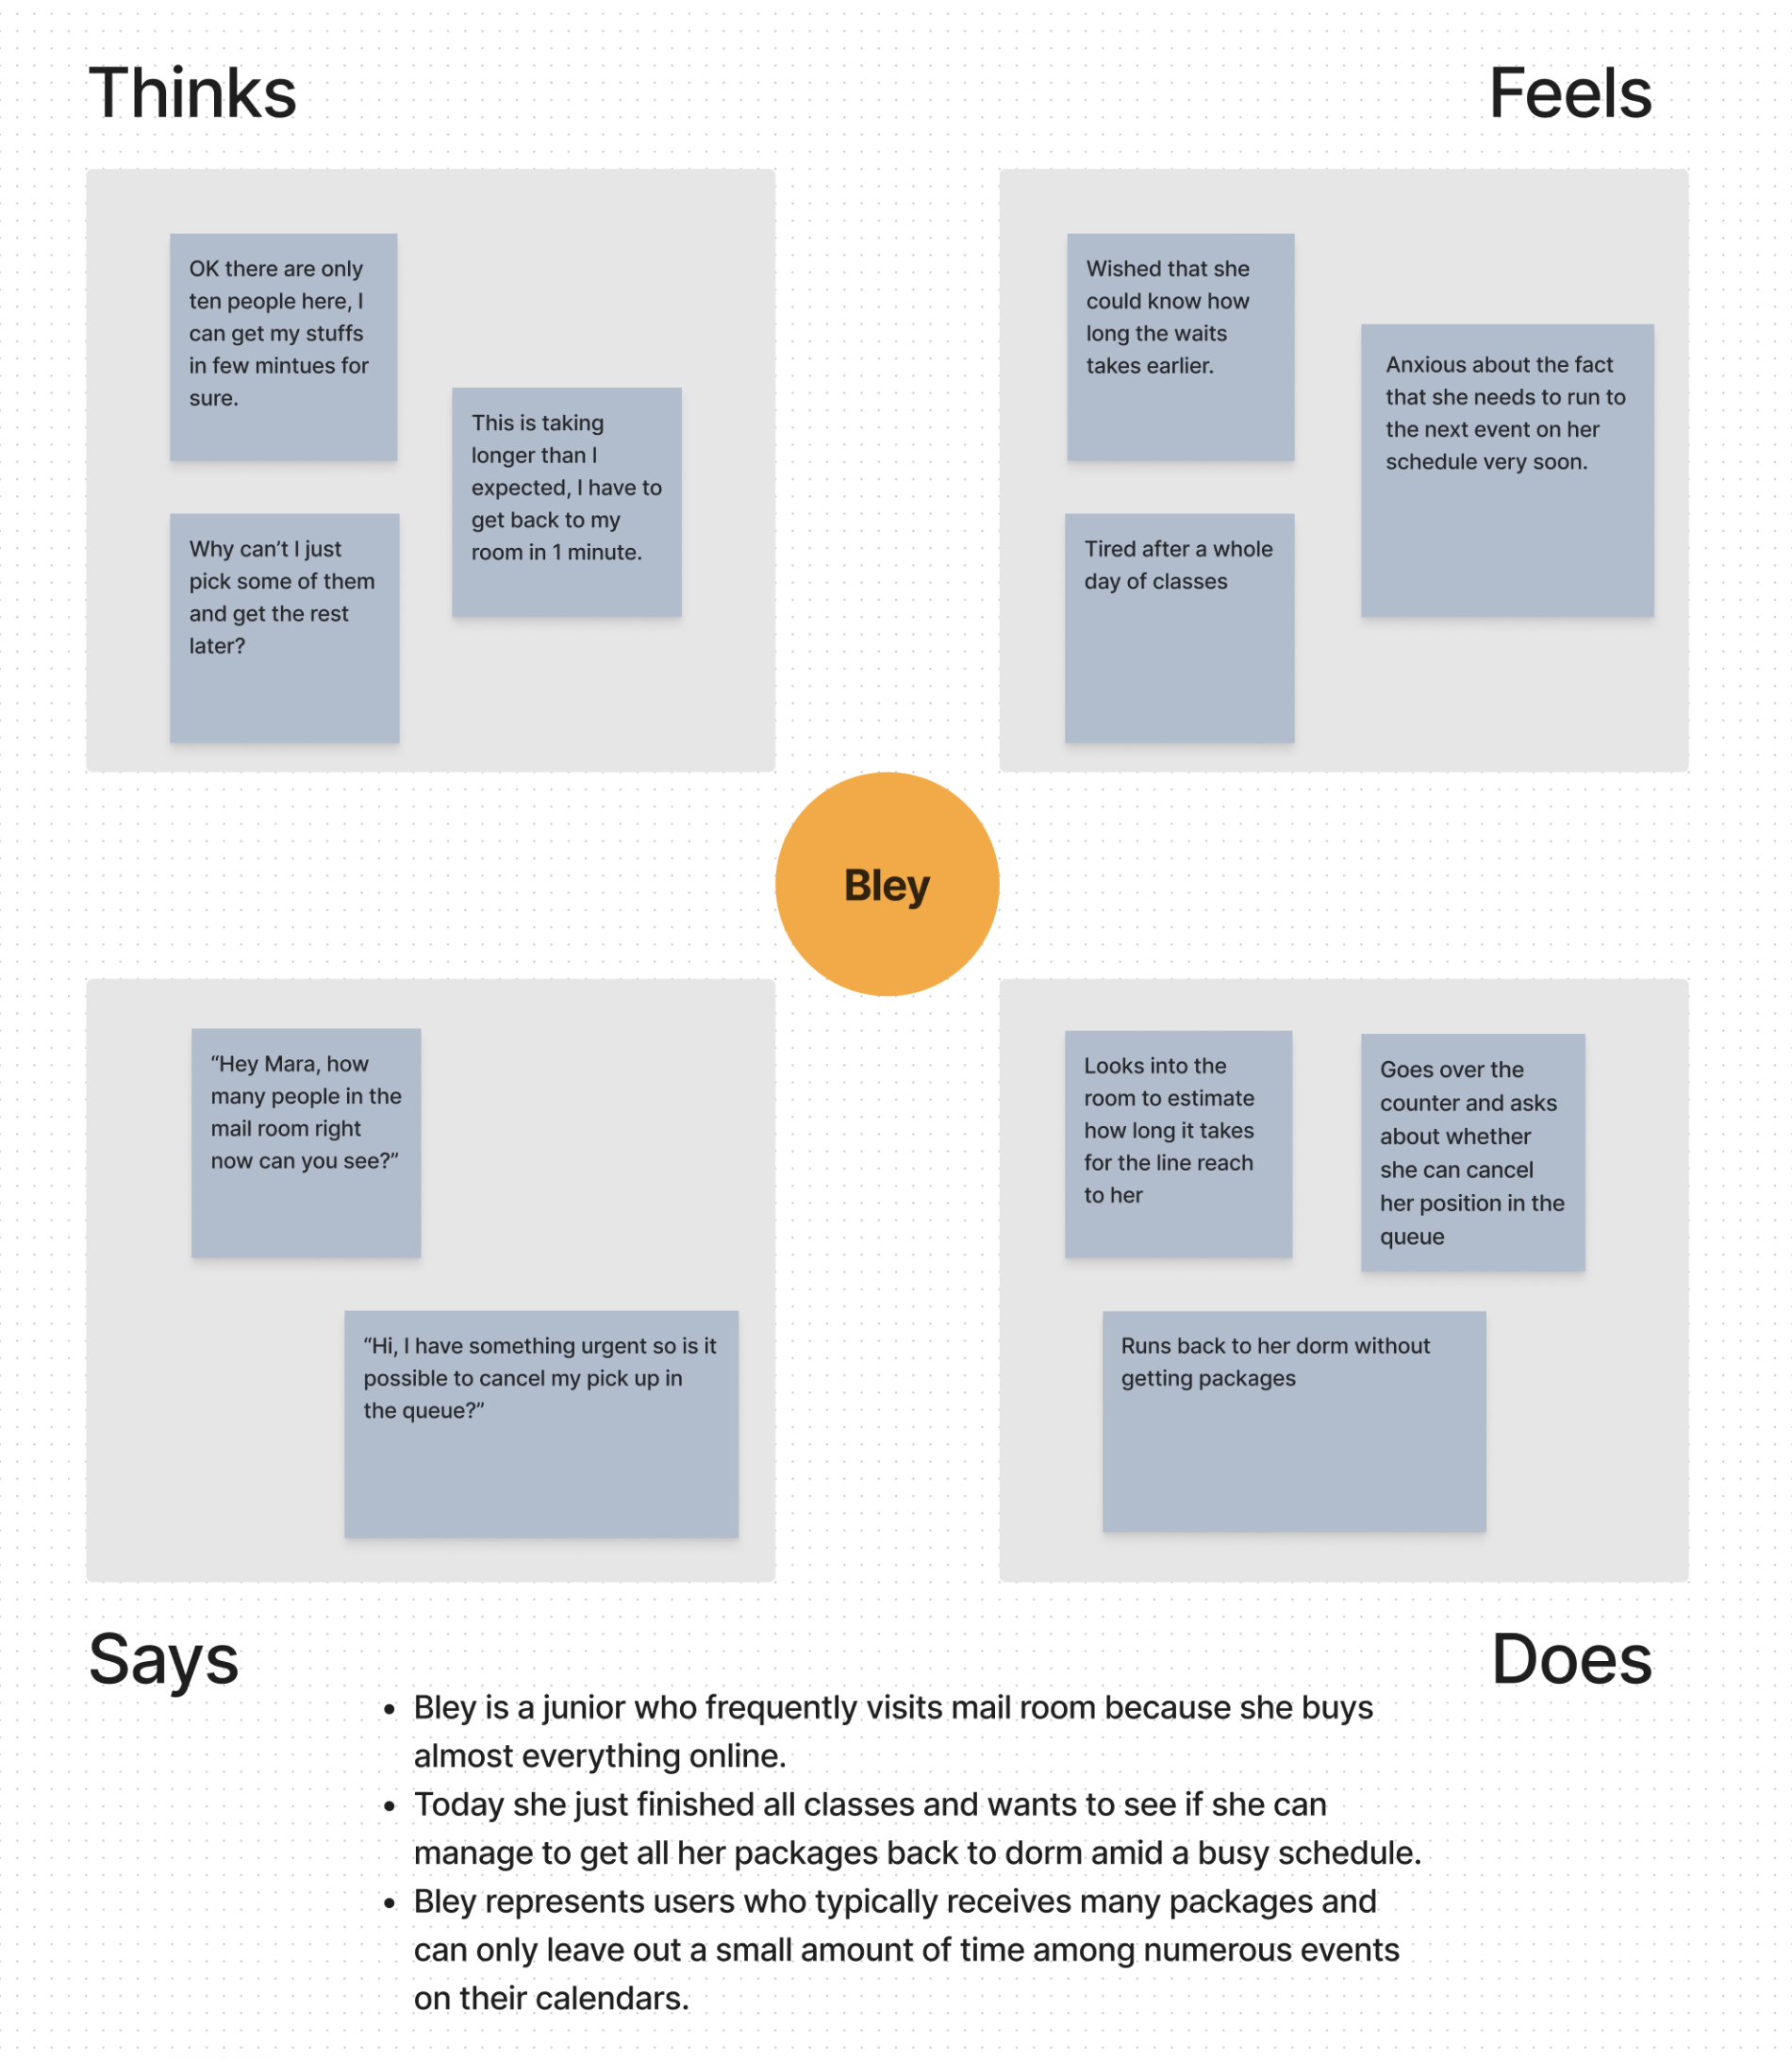 Thinks
Feels
OK there are only
ten people here, I
can get my stuffs
in few mintues for
sure.
This is taking
longer than I
expected, I have to
get back to my
room in 1 minute.
Why can’t I just
pick some of them
and get the rest
later?
Wished that she
could know how
long the waits
takes earlier.
Anxious about the fact
that she needs to run to
the next event on her
schedule very soon.
Tired after a whole
day of classes
Bley
“Hey Mara, how
many people in the
mail room right
now can you see?”
“Hi, I have something urgent so is it
possible to cancel my pick up in
the queue?”
Looks into the
room to estimate
how long it takes
for the line reach
to her
Goes over the
counter and asks
about whether
she can cancel
her position in the
queue
Runs back to her dorm without
getting packages
Says
Does
• Bley is a junior who frequently visits mail room because she buys
almost everything online.
• Today she just finished all classes and wants to see if she can
manage to get all her packages back to dorm amid a busy schedule.
• Bley represents users who typically receives many packages and
can only leave out a small amount of time among numerous events
on their calendars.